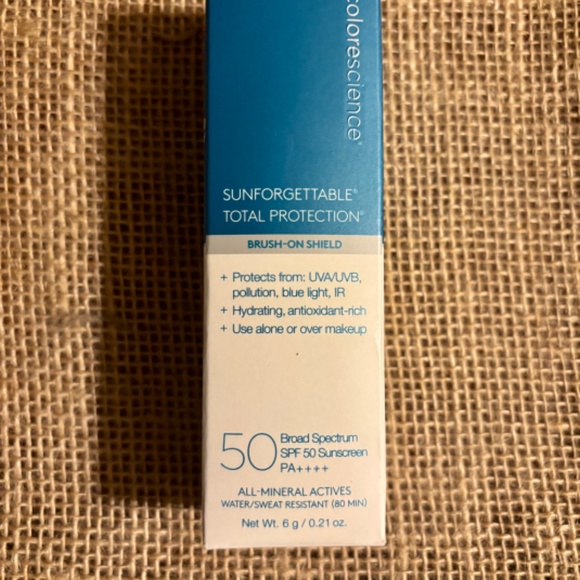 colorescience®
SUNFORGETTABLE®
TOTAL PROTECTION®
BRUSH-ON SHIELD
+ Protects from: UVA/UVB,
pollution, blue light, IR
+ Hydrating, antioxidant-rich
+ Use alone or over makeup
50 Broad Spectrum
SPF 50 Sunscreen
PA++++
ALL-MINERAL ACTIVES
WATER/SWEAT RESISTANT (80 MIN)
Net Wt. 6 g / 0.21 oz.